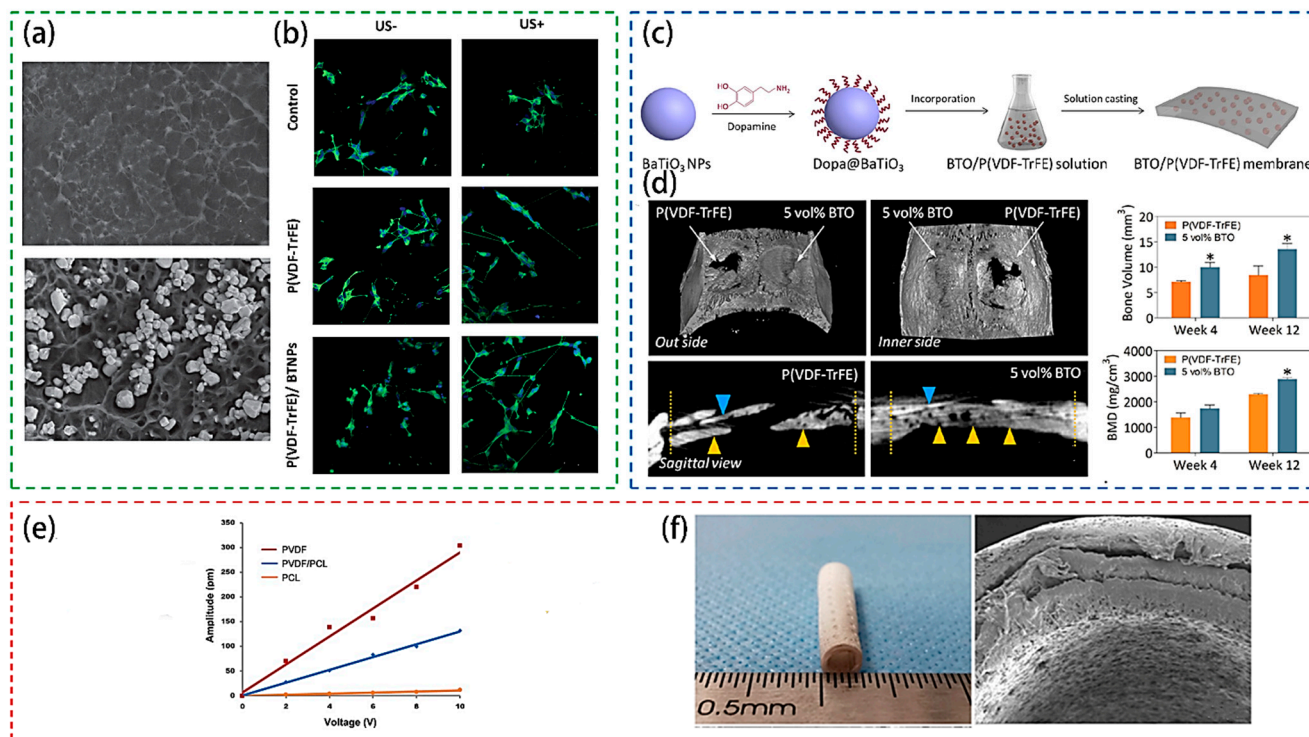 (a)
(b)
US-
US+
Control
P(VDF-TrFE)
P(VDF-TrFE)/ BTNPs
(c)
HO
HO
NH2
Dopamine
Incorporation
Solution casting
BaTiO3 NPs
Dopa@BaTiO3
BTO/P(VDF-TrFE) solution
BTO/P(VDF-TrFE) membrane
(d)
P(VDF-TrFE)
5 vol% BTO
5 vol% BTO
P(VDF-TrFE)
Out side
Inner side
P(VDF-TrFE)
5 vol% BTO
Sagittal view
Bone Volume (mm3)
20
15
10
5
0
P(VDF-TrFE)
5 vol% BTO
*
*
Week 4
Week 12
BMD (mg/cm3)
4000
3000
2000
1000
0
P(VDF-TrFE)
5 vol% BTO
*
Week 4
Week 12
(e)
Amplitude (pm)
350
300
250
200
150
100
50
0
PVDF
PVDF/PCL
PCL
0
2
4
6
8
10
Voltage (V)
(f)
0.5mm